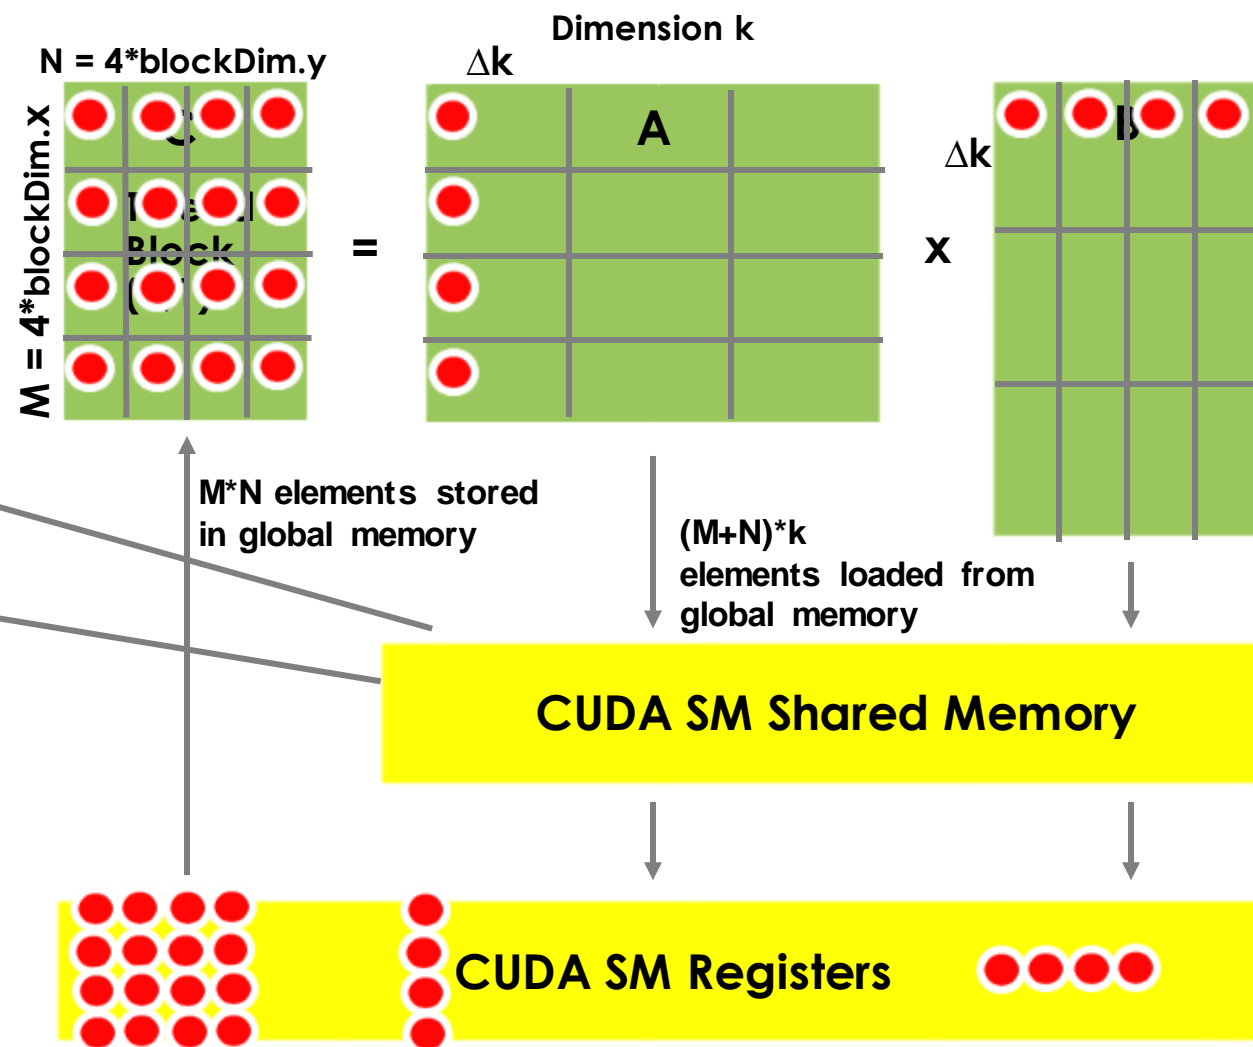 Dimension k
N = 4*blockDim.y
Δk
M = 4*blockDim.x
A
B
Δk
Block
=
x
M*N elements stored
in global memory
(M+N)*k
elements loaded from
global memory
CUDA SM Shared Memory
CUDA SM Registers